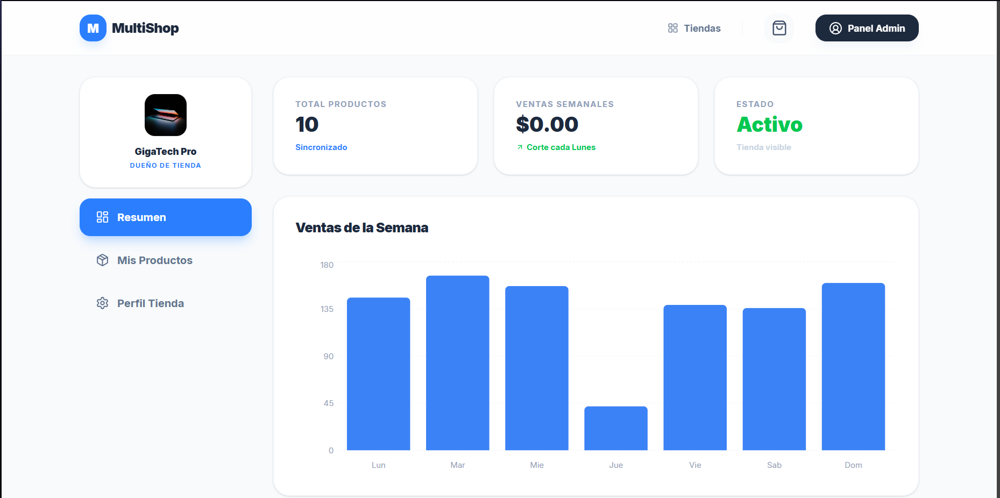 M MultiShop
Tiendas
Panel Admin
GigaTech Pro
DUEÑO DE TIENDA
Resumen
Mis Productos
Perfil Tienda
TOTAL PRODUCTOS
10
Sincronizado
VENTAS SEMANALES
$0.00
Corte cada Lunes
ESTADO
Activo
Tienda visible
Ventas de la Semana
180
135
90
45
0
Lun Mar Mie Jue Vie Sab Dom